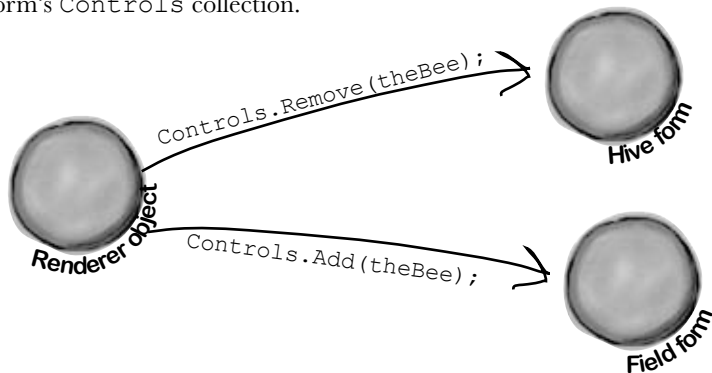 orm's Controls collection.
Controls.Remove(theBee);
Hive form
Renderer object
Controls.Add(theBee);
Field form